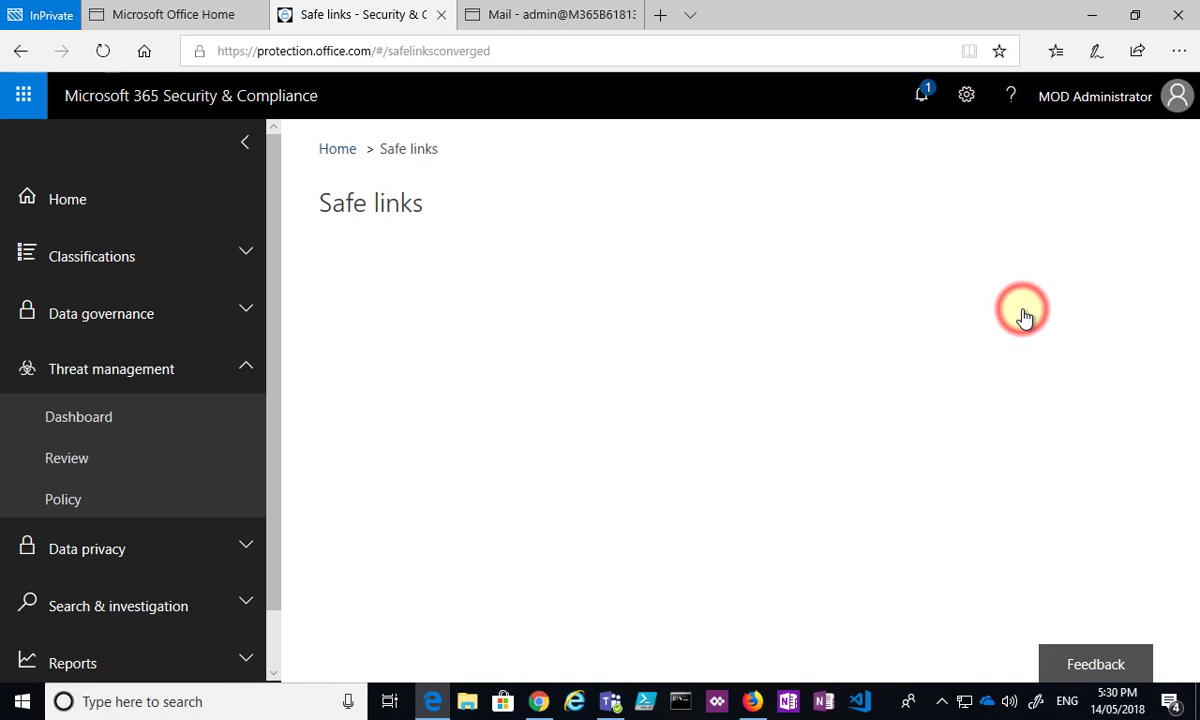 InPrivate
Microsoft Office Home
Safe links - Security & C
Mail - admin@M365B61813
https://protection.office.com/#/safelinksconverged
Microsoft 365 Security & Compliance
1
?
MOD Administrator
Home > Safe links
Safe links
Home
Classifications
Data governance
Threat management
Dashboard
Review
Policy
Data privacy
Search & investigation
Reports
Feedback
Type here to search
ENG
5:30 PM
14/05/2018
4